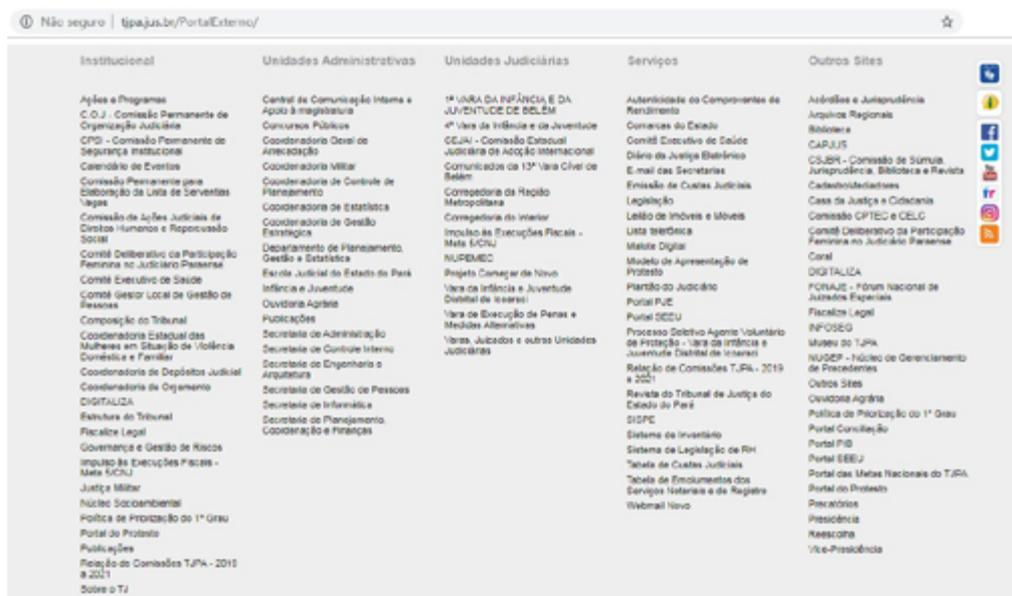 Não seguro | tjpa.jus.br/PortalExterno/
Institucional
Ações e Programas
C.O.J - Comissão Permanente de
Organização Judiciária
CPSI - Comissão Permanente de
Segurança Institucional
Calendário de Eventos
Comissão Permanente para
Elaboração da Lista de Serventias
Vagas
Comissão de Ações Judiciais de
Direitos Humanos e Repercussão
Social
Comitê Deliberativo da Participação
Feminina no Judiciário Paraense
Comitê Executivo de Saúde
Comitê Gestor Local de Gestão de
Pessoas
Composição do Tribunal
Coordenadoria Estadual das
Mulheres em Situação de Violência
Doméstica e Familiar
Coordenadoria de Depósitos Judicial
Coordenadoria do Orçamento
DIGITALIZA
Estrutura do Tribunal
Fiscalize Legal
Governança e Gestão de Riscos
Impulso às Execuções Fiscais -
Meta 5/CNJ
Justiça Militar
Núcleo Socioambiental
Política de Priorização do 1º Grau
Portal do Protesto
Publicações
Relação de Comissões TJPA - 2019
a 2021
Sobre o TJ
Unidades Administrativas
Central de Comunicação Interna e
Apoio à magistratura
Concursos Públicos
Coordenadoria Geral de
Arrecadação
Coordenadoria Militar
Coordenadoria de Controle de
Planejamento
Coordenadoria de Estatística
Coordenadoria de Gestão
Estratégica
Departamento de Planejamento,
Gestão e Estatística
Escola Judicial do Estado do Pará
Infância e Juventude
Ouvidoria Agrária
Publicações
Secretaria de Administração
Secretaria de Controle Interno
Secretaria de Engenharia e
Arquitetura
Secretaria de Gestão de Pessoas
Secretaria de Informática
Secretaria de Planejamento,
Coordenação e Finanças
Unidades Judiciárias
1ª VARA DA INFÂNCIA E DA
JUVENTUDE DE BELÉM
4ª Vara da Infância e da Juventude
CEJAI - Comissão Estadual
Judiciária de Adoção Internacional
Comunicados da 13ª Vara Cível de
Belém
Corregedoria da Região
Metropolitana
Corregedoria do Interior
Impulso às Execuções Fiscais -
Meta 5/CNJ
NUPEMEC
Projeto Começar de Novo
Vara da Infância e Juventude
Distrital de Icoaraci
Vara de Execução de Penas e
Medidas Alternativas
Varas, Juizados e outras Unidades
Judiciárias
Serviços
Autenticidade do Comprovantes de
Rendimento
Comarcas do Estado
Comitê Executivo de Saúde
Diário da Justiça Eletrônico
E-mail das Secretarias
Emissão de Custas Judiciais
Legislação
Leilão de Imóveis e Móveis
Lista telefônica
Malote Digital
Modelo de Apresentação de
Protesto
Plantão do Judiciário
Portal PJE
Portal SEEU
Processo Seletivo Agente Voluntário
de Proteção - Vara da Infância e
Juventude Distrital de Icoaraci
Relação de Comissões TJPA - 2019
a 2021
Revista do Tribunal de Justiça do
Estado do Pará
SISPE
Sistema de Inventário
Sistema de Legislação de RH
Tabela de Custas Judiciais
Tabela de Emolumentos dos
Serviços Notariais e de Registro
Webmail Novo
Outros Sites
Acórdãos e Jurisprudência
Arquivos Regionais
Biblioteca
CAPJUS
CSJBR - Comissão de Súmula,
Jurisprudência, Biblioteca e Revista
CadastroMediadores
Casa da Justiça e Cidadania
Comissão CPTEC e CELC
Comitê Deliberativo da Participação
Feminina no Judiciário Paraense
Coral
DIGITALIZA
FONAJE - Fórum Nacional de
Juizados Especiais
Fiscalize Legal
INFOSEG
Museu do TJPA
NUGEP - Núcleo de Gerenciamento
de Precedentes
Outros Sites
Ouvidoria Agrária
Política de Priorização do 1º Grau
Portal Conciliação
Portal PIB
Portal SEEU
Portal das Metas Nacionais do TJPA
Portal do Protesto
Precatórios
Presidência
Reescolha
Vice-Presidência